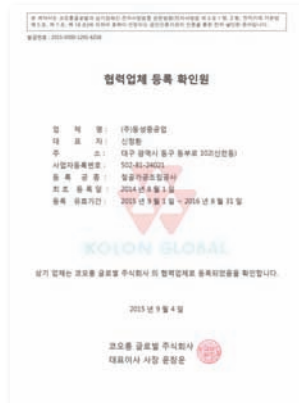 협력업체 등록 확인원
업 체 명 : (주)동성중공업
대 표 자 : 신정환
주 소 : 대구 광역시 동구 동부로 102(신천동)
사업자등록번호 : 502-81-24021
등 록 공 종 : 철골가공조립공사
최 초 등 록 일 : 2014 년 8 월 1 일
등록 유효기간 : 2015 년 9 월 1 일 ~ 2016 년 8 월 31 일
KOLON GLOBAL
상기 업체는 코오롱 글로벌 주식회사 의 협력업체로 등록되었음을 확인합니다.
2015 년 9 월 4 일
코오롱 글로벌 주식회사
대표이사 사장 윤창운